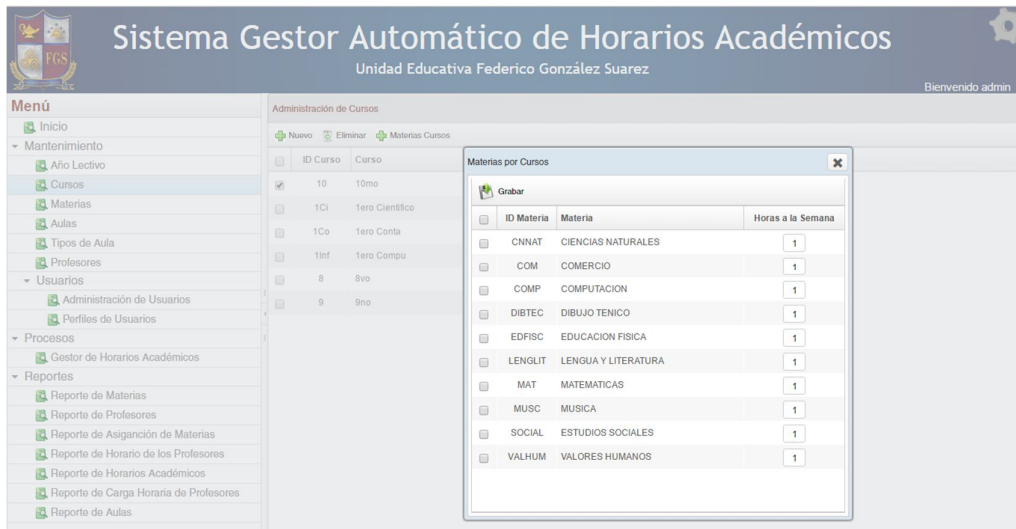 FGS
Sistema Gestor Automático de Horarios Académicos
Unidad Educativa Federico González Suarez
Bienvenido admin
Menú
Inicio
Mantenimiento
Año Lectivo
Cursos
Materias
Aulas
Tipos de Aula
Profesores
Usuarios
Administración de Usuarios
Perfiles de Usuarios
Procesos
Gestor de Horarios Académicos
Reportes
Reporte de Materias
Reporte de Profesores
Reporte de Asiganción de Materias
Reporte de Horario de los Profesores
Reporte de Horarios Académicos
Reporte de Carga Horaria de Profesores
Reporte de Aulas
Administración de Cursos
Nuevo Eliminar Materias Cursos
ID Curso Curso
10 10mo
1Ci 1ero Cientifico
1Co 1ero Conta
1Inf 1ero Compu
8 8vo
9 9no
Materias por Cursos
Grabar
ID Materia Materia Horas a la Semana
CNNAT CIENCIAS NATURALES 1
COM COMERCIO 1
COMP COMPUTACION 1
DIBTEC DIBUJO TENICO 1
EDFISC EDUCACION FISICA 1
LENGLIT LENGUA Y LITERATURA 1
MAT MATEMATICAS 1
MUSC MUSICA 1
SOCIAL ESTUDIOS SOCIALES 1
VALHUM VALORES HUMANOS 1